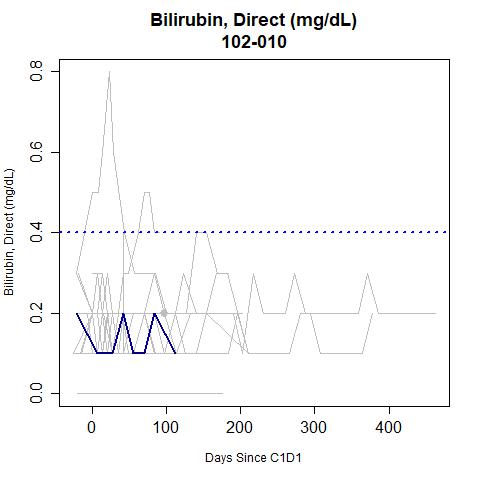 Bilirubin, Direct (mg/dL)
102-010
Bilirubin, Direct (mg/dL)
0.8
0.6
0.4
0.2
0.0
0 100 200 300 400
Days Since C1D1